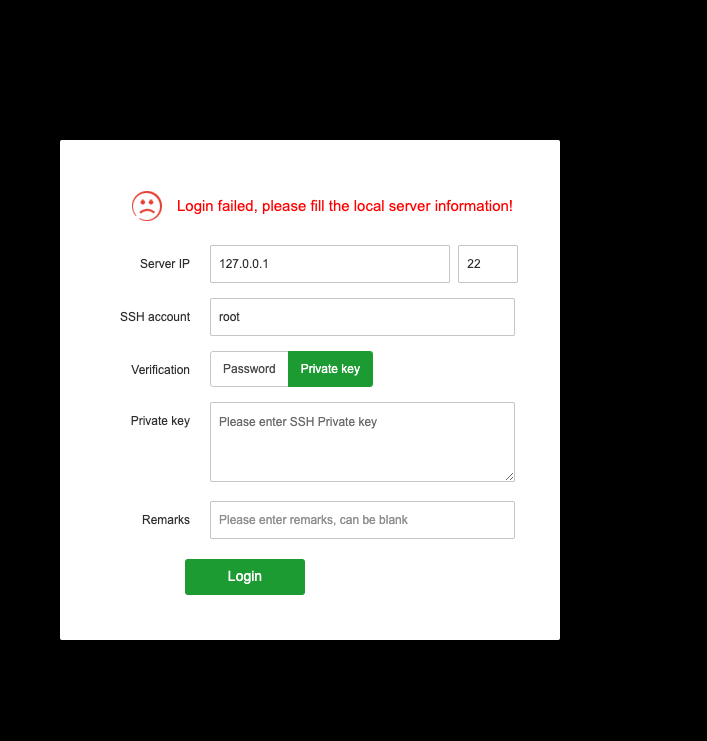 Login failed, please fill the local server information!
Server IP 127.0.0.1 22
SSH account root
Verification Password Private key
Private key Please enter SSH Private key
Remarks Please enter remarks, can be blank
Login